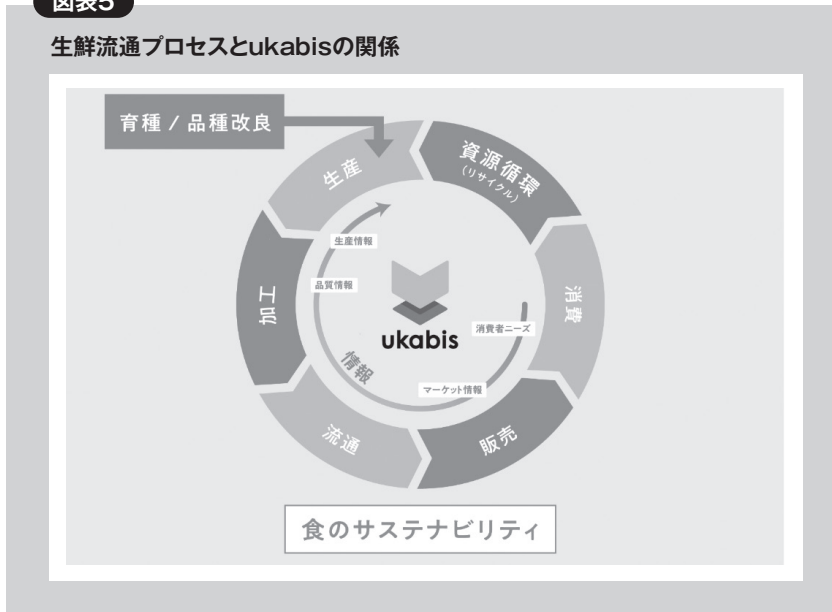 図表5
生鮮流通プロセスとukabisの関係
育種 / 品種改良
生産
資源循環
(リサイクル)
消費
販売
流通
加工
生産情報
品質情報
情報
マーケット情報
消費者ニーズ
ukabis
食のサステナビリティ